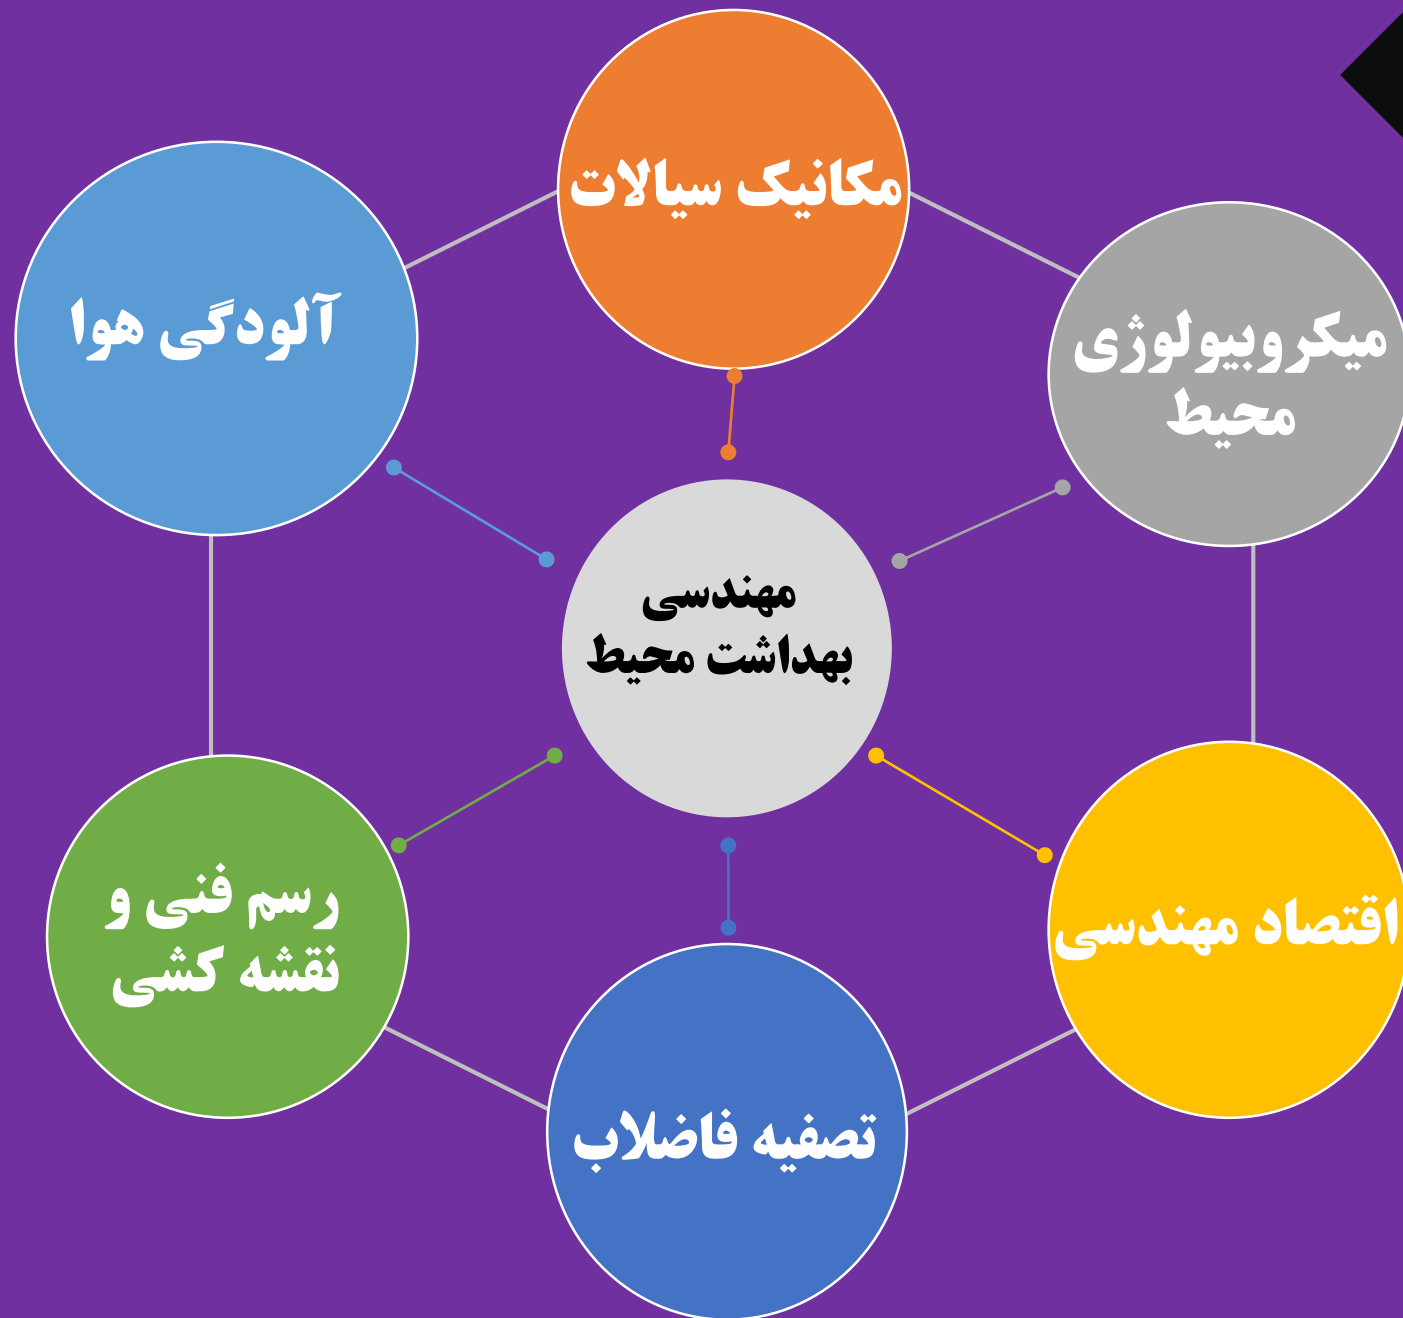 مکانیک سیالات
آلودگی هوا
میکروبیولوژی
محیط
مهندسی
بهداشت محیط
رسم فنی و
نقشه کشی
اقتصاد مهندسی
تصفیه فاضلاب